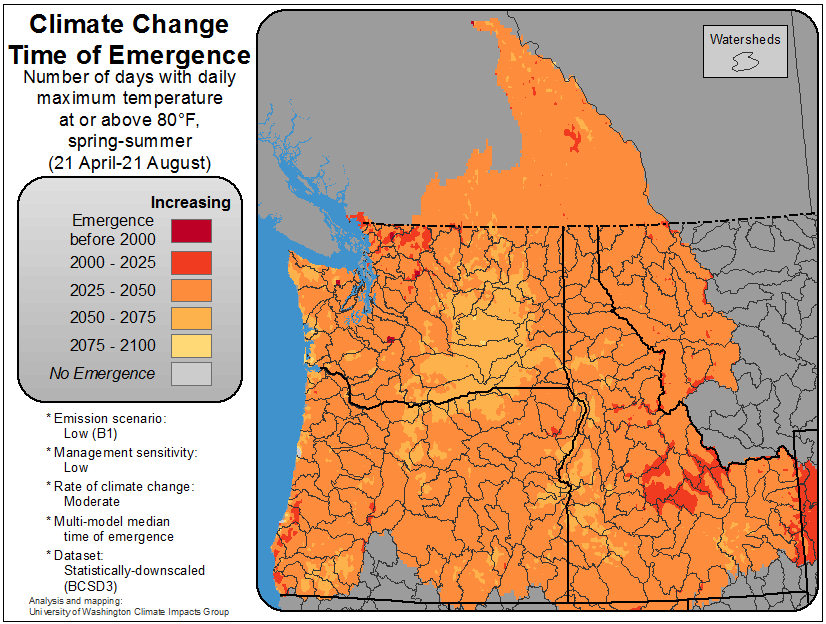 Climate Change
Time of Emergence
Number of days with daily
maximum temperature
at or above 80°F,
spring-summer
(21 April-21 August)
Increasing
Emergence
before 2000
2000 - 2025
2025 - 2050
2050 - 2075
2075 - 2100
No Emergence
* Emission scenario:
Low (B1)
* Management sensitivity:
Low
* Rate of climate change:
Moderate
* Multi-model median
time of emergence
* Dataset:
Statistically-downscaled
(BCSD3)
Analysis and mapping:
University of Washington Climate Impacts Group
Watersheds